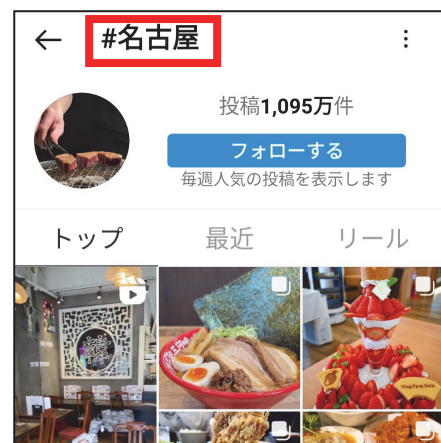 #名古屋
投稿1,095万件
フォローする
毎週人気の投稿を表示します
トップ
最近
リール